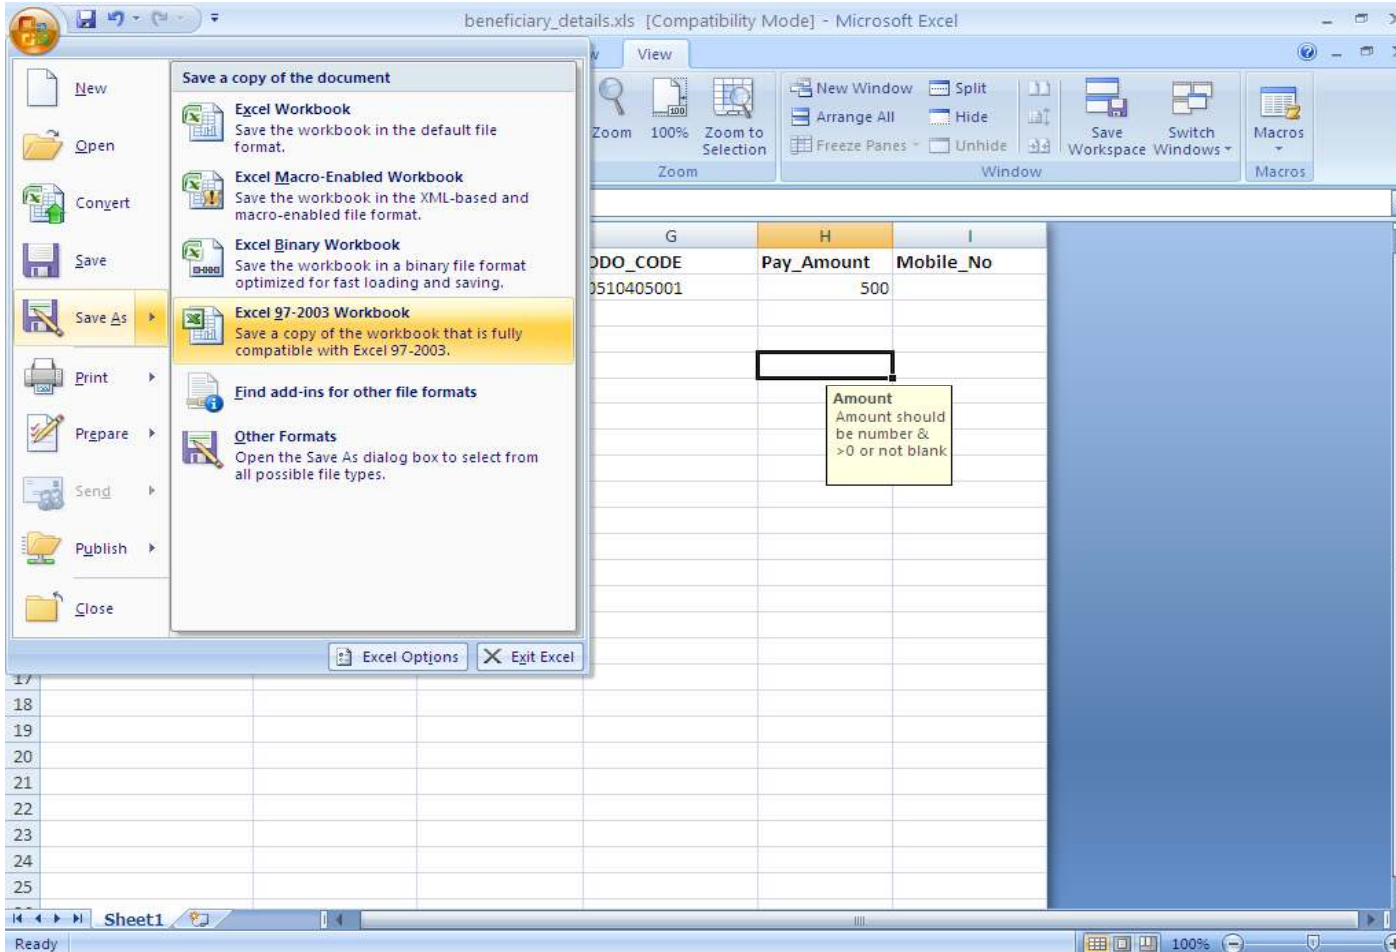 beneficiary_details.xls [Compatibility Mode] - Microsoft Excel
View
New
Open
Convert
Save
Save As
Print
Prepare
Send
Publish
Close
Save a copy of the document
Excel Workbook
Save the workbook in the default file
format.
Excel Macro-Enabled Workbook
Save the workbook in the XML-based and
macro-enabled file format.
Excel Binary Workbook
Save the workbook in a binary file format
optimized for fast loading and saving.
Excel 97-2003 Workbook
Save a copy of the workbook that is fully
compatible with Excel 97-2003.
Find add-ins for other file formats
Other Formats
Open the Save As dialog box to select from
all possible file types.
Excel Options
Exit Excel
Zoom
100%
Zoom to
Selection
Zoom
New Window
Arrange All
Freeze Panes
Split
Hide
Unhide
Save
Workspace
Switch
Windows
Window
Macros
Macros
G H I
DDO_CODE Pay_Amount Mobile_No
0510405001 500
Amount
Amount should
be number &
>0 or not blank
17
18
19
20
21
22
23
24
25
Sheet1
Ready
100%